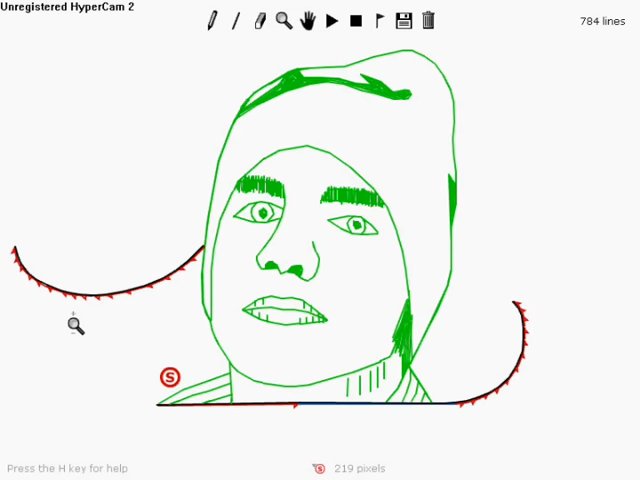 Unregistered HyperCam 2
784 lines
S
Press the H key for help
S 219 pixels